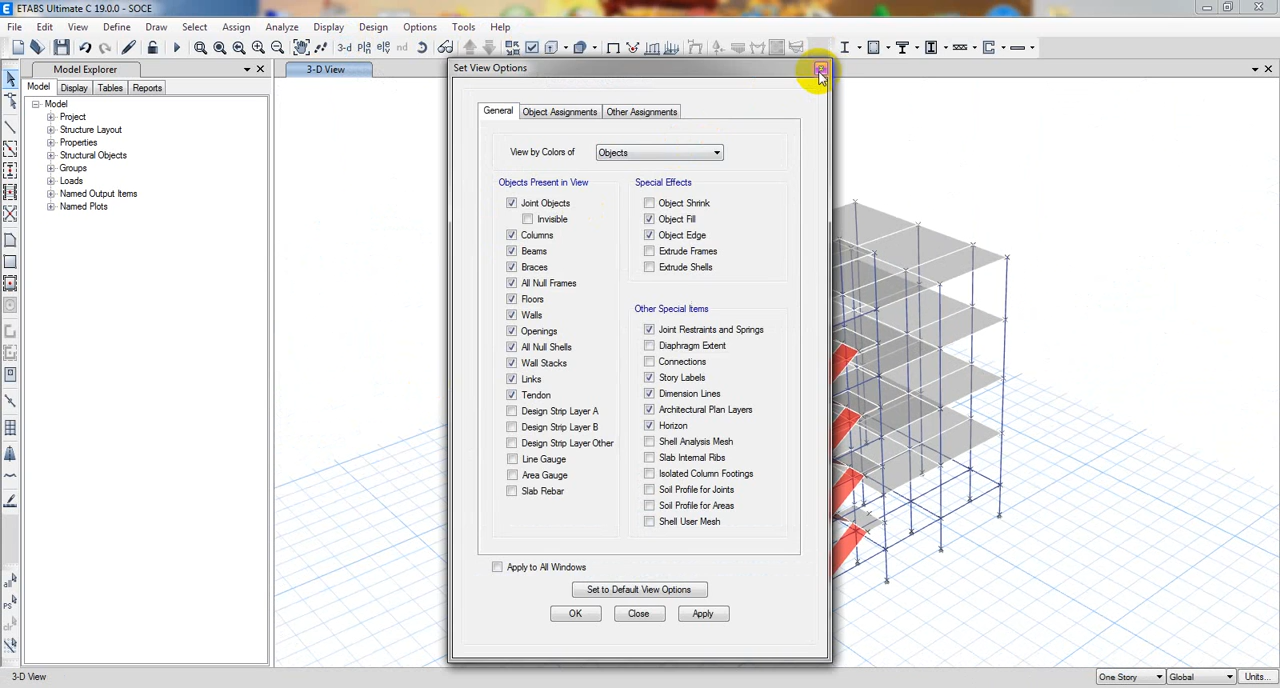 ETABS Ultimate C 19.0.0 - SOCE
File Edit View Define Draw Select Assign Analyze Display Design Options Tools Help
3-d Plan nd
Model Explorer
3-D View
Model Display Tables Reports
Model
Project
Structure Layout
Properties
Structural Objects
Groups
Loads
Named Output Items
Named Plots
Set View Options
General Object Assignments Other Assignments
View by Colors of Objects
Objects Present in View
Joint Objects
Invisible
Columns
Beams
Braces
All Null Frames
Floors
Walls
Openings
All Null Shells
Wall Stacks
Links
Tendon
Design Strip Layer A
Design Strip Layer B
Design Strip Layer Other
Line Gauge
Area Gauge
Slab Rebar
Special Effects
Object Shrink
Object Fill
Object Edge
Extrude Frames
Extrude Shells
Other Special Items
Joint Restraints and Springs
Diaphragm Extent
Connections
Story Labels
Dimension Lines
Architectural Plan Layers
Horizon
Shell Analysis Mesh
Slab Internal Ribs
Isolated Column Footings
Soil Profile for Joints
Soil Profile for Areas
Shell User Mesh
Apply to All Windows
Set to Default View Options
OK Close Apply
all
PS
clr
3-D View
One Story Global Units...